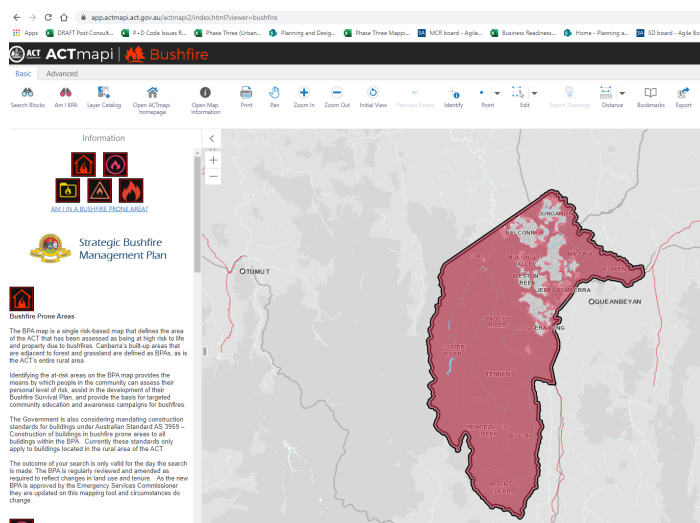 app.actmapi.act.gov.au/actmapi2/index.html?viewer=bushfire
Apps
DRAFT Post Consult...
P+D Code Issues R...
Phase Three (Urban...
Planning and Desig...
Phase Three Mappi...
MCR board - Agile...
Business Readiness...
Home - Planning a...
SD board - Agile Bo
ACT
ACTmapi | Bushfire
Basic
Advanced
Search Blocks
Am I BPA
Layer Catalog
Open ACTmapi homepage
Open Map Information
Print
Pan
Zoom In
Zoom Out
Initial View
Previous Extent
Identify
Point
Edit
Export Drawings
Distance
Bookmarks
Export
Information
AM I IN A BUSHFIRE PRONE AREA?
Strategic Bushfire
Management Plan
Bushfire Prone Areas
The BPA map is a single risk-based map that defines the area
of the ACT that has been assessed as being at high risk to life
and property due to bushfires. Canberra's built-up areas that
are adjacent to forest and grassland are defined as BPAs, as is
the ACT's entire rural area.
Identifying the at-risk areas on the BPA map provides the
means by which people in the community can assess their
personal level of risk, assist in the development of their
Bushfire Survival Plan, and provide the basis for targeted
community education and awareness campaigns for bushfires.
The Government is also considering mandating construction
standards for buildings under Australian Standard AS 3959 –
Construction of buildings in bushfire prone areas to all
buildings within the BPA. Currently these standards only
apply to buildings located in the rural area of the ACT.
The outcome of your search is only valid for the day the search
is made. The BPA is regularly reviewed and amended as
required to reflect changes in land use and tenure. As the new
BPA is approved by the Emergency Services Commissioner
they are updated on this mapping tool and circumstances do
change.
TUMUT
BELCONNEN
MAJURA
KOWEN
MOLONGLO
VALLEY
WESTON
CREEK
JERRABOMBERRA
QUEANBEYAN
PADDYS
RIVER
COTTER
RIVER
TENNENT
RENDEZVOUS
CREEK
BOOTH
MOUNT
CLEAR